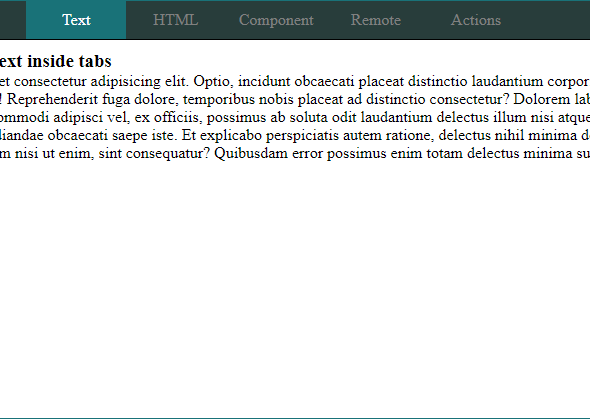 Text HTML Component Remote Actions
ext inside tabs
et consectetur adipisicing elit. Optio, incidunt obcaecati placeat distinctio laudantium corpor
! Reprehenderit fuga dolore, temporibus nobis placeat ad distinctio consectetur? Dolorem lab
ommodi adipisci vel, ex officiis, possimus ab soluta odit laudantium delectus illum nisi atque
diandae obcaecati saepe iste. Et explicabo perspiciatis autem ratione, delectus nihil minima d
m nisi ut enim, sint consequatur? Quibusdam error possimus enim totam delectus minima su